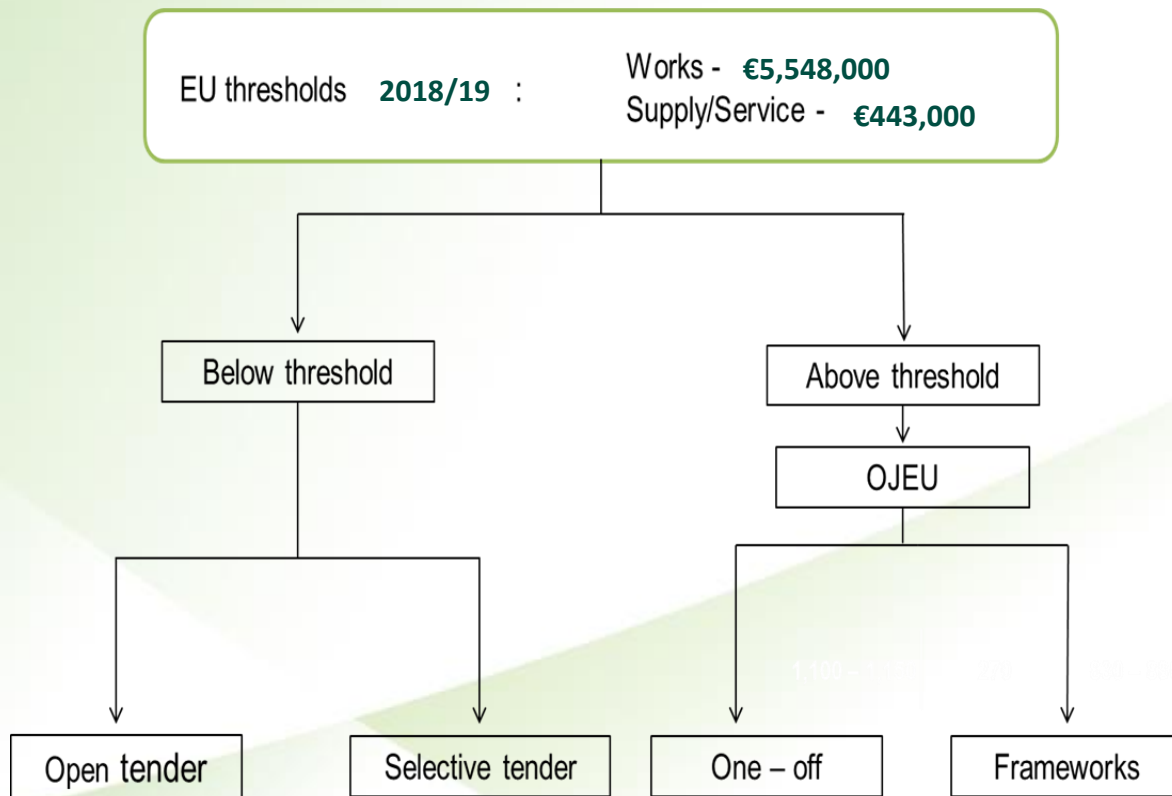 EU thresholds 2018/19 :
Works - €5,548,000
Supply/Service - €443,000
Below threshold
Above threshold
OJEU
Open tender
Selective tender
One – off
Frameworks